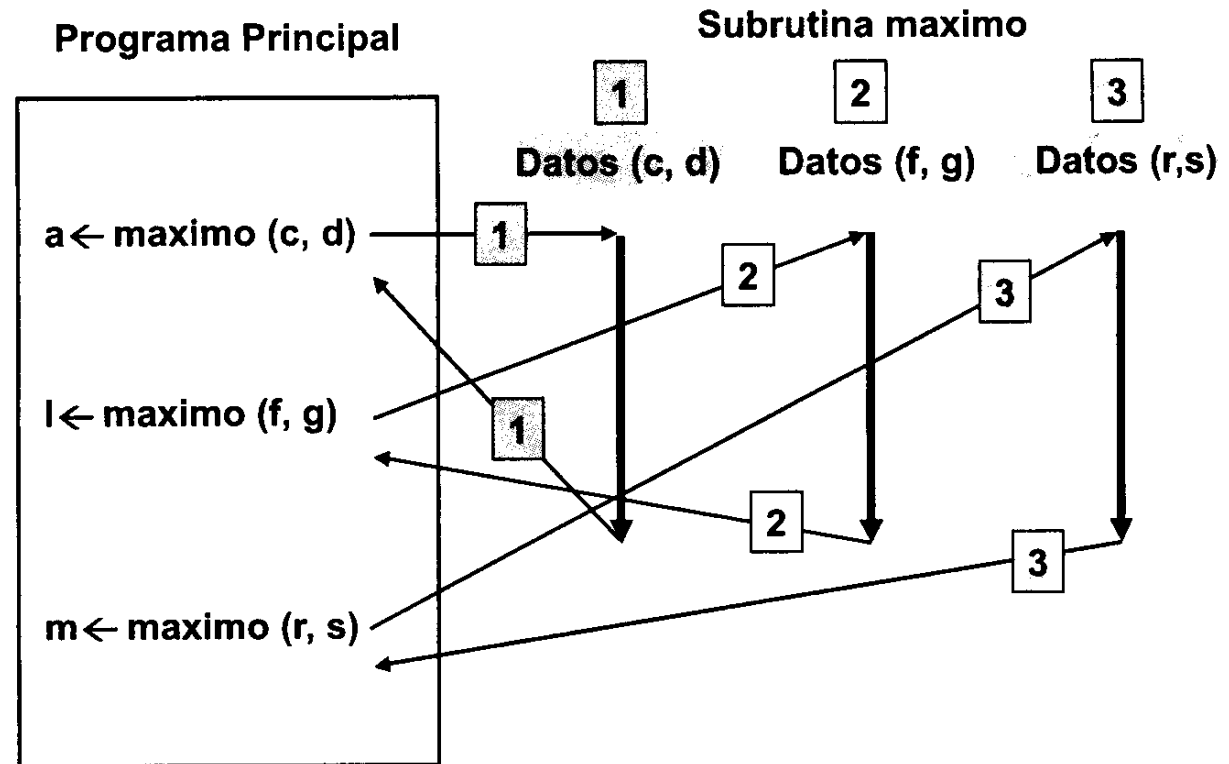 Programa Principal
Subrutina maximo
1
2
3
Datos (c, d)
Datos (f, g)
Datos (r,s)
a← maximo (c, d)
1
2
3
l← maximo (f, g)
1
2
3
m← maximo (r, s)